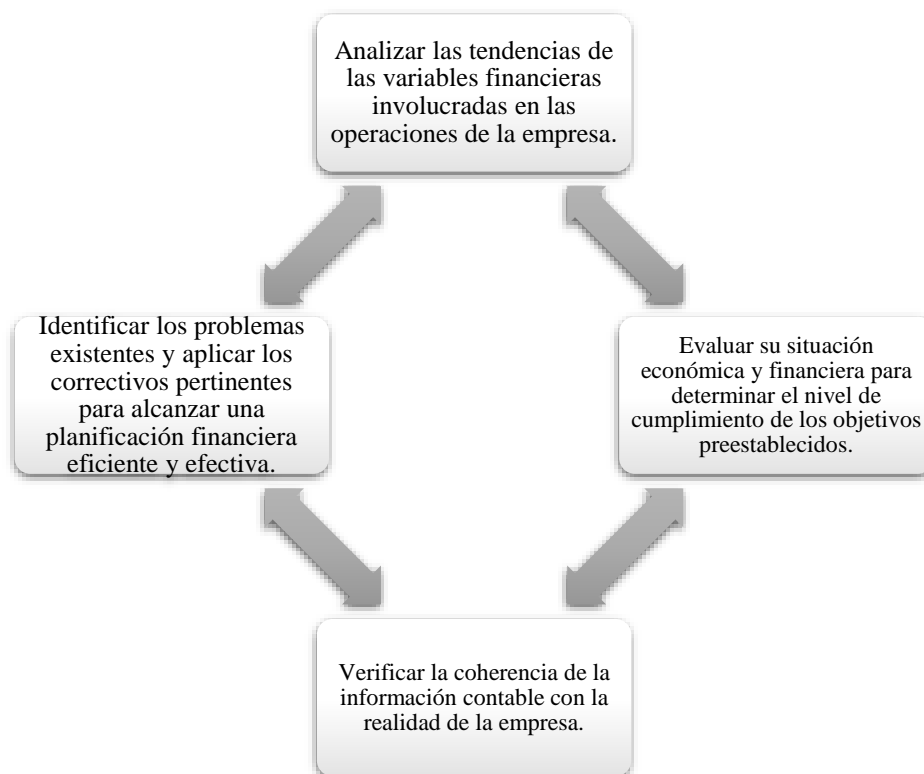 Analizar las tendencias de
las variables financieras
involucradas en las
operaciones de la empresa.
Identificar los problemas
existentes y aplicar los
correctivos pertinentes
para alcanzar una
planificación financiera
eficiente y efectiva.
Evaluar su situación
económica y financiera para
determinar el nivel de
cumplimiento de los objetivos
preestablecidos.
Verificar la coherencia de la
información contable con la
realidad de la empresa.